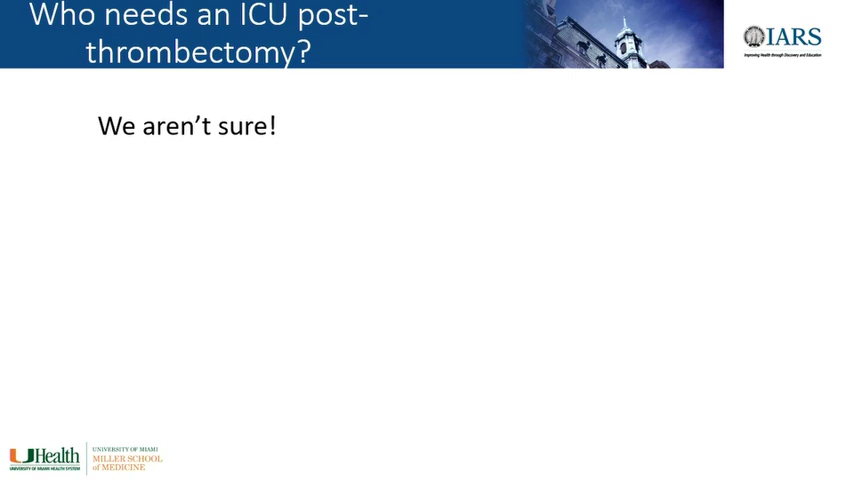 Who needs an ICU post-
thrombectomy?
IARS
Improving Health through Discovery and Education
We aren’t sure!
UHealth
UNIVERSITY OF MIAMI HEALTH SYSTEM
UNIVERSITY OF MIAMI
MILLER SCHOOL
of MEDICINE